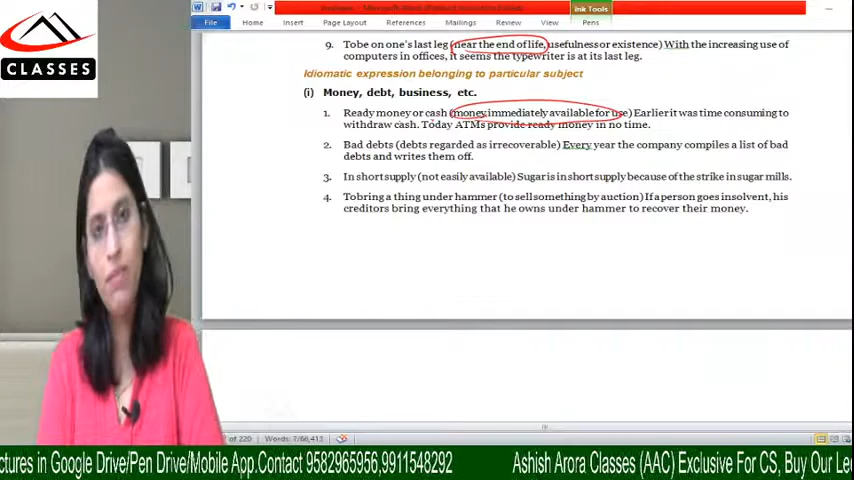 File Home Insert Page Layout References Mailings Review View Pens
Ink Tools
CLASSES
9. Tobe on one's last leg (near the end of life, usefulness or existence) With the increasing use of
computers in offices, it seems the typewriter is at its last leg.
Idiomatic expression belonging to particular subject
(i) Money, debt, business, etc.
1. Ready money or cash (money immediately available for use) Earlier it was time consuming to
withdraw cash. Today ATMs provide ready money in no time.
2. Bad debts (debts regarded as irrecoverable) Every year the company compiles a list of bad
debts and writes them off.
3. In short supply (not easily available) Sugar is in short supply because of the strike in sugar mills.
4. Tobring a thing under hammer (to sell something by auction) If a person goes insolvent, his
creditors bring everything that he owns under hammer to recover their money.
of 220 Words: 7/66,413
ctures in Google Drive/Pen Drive/Mobile App.Contact 9582965956,9911548292 Ashish Arora Classes (AAC) Exclusive For CS, Buy Our Le